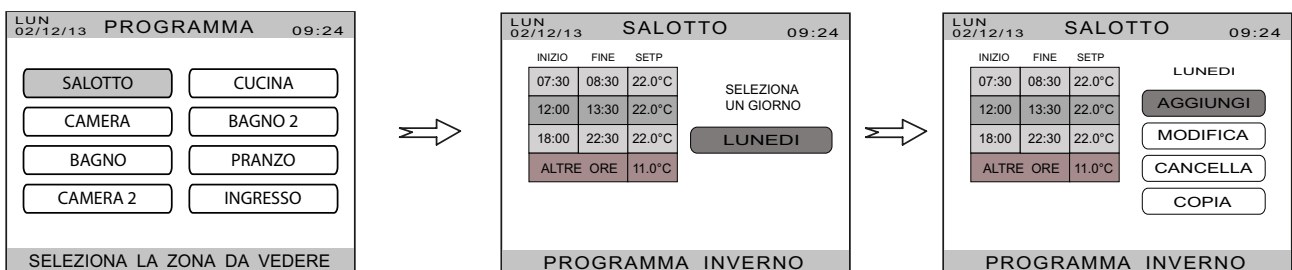 LUN
02/12/13 PROGRAMMA 09:24
SALOTTO CUCINA
CAMERA BAGNO 2
BAGNO PRANZO
CAMERA 2 INGRESSO
SELEZIONA LA ZONA DA VEDERE
LUN
02/12/13 SALOTTO 09:24
INIZIO FINE SETP
07:30 08:30 22.0°C
12:00 13:30 22.0°C
18:00 22:30 22.0°C
ALTRE ORE 11.0°C
SELEZIONA
UN GIORNO
LUNEDI
PROGRAMMA INVERNO
LUN
02/12/13 SALOTTO 09:24
INIZIO FINE SETP
07:30 08:30 22.0°C
12:00 13:30 22.0°C
18:00 22:30 22.0°C
ALTRE ORE 11.0°C
LUNEDI
AGGIUNGI
MODIFICA
CANCELLA
COPIA
PROGRAMMA INVERNO